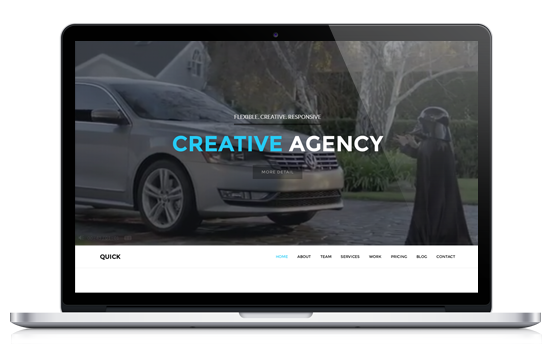 FLEXIBLE. CREATIVE. RESPONSIVE
CREATIVE AGENCY
MORE DETAIL
QUICK
HOME ABOUT TEAM SERVICES WORK PRICING BLOG CONTACT